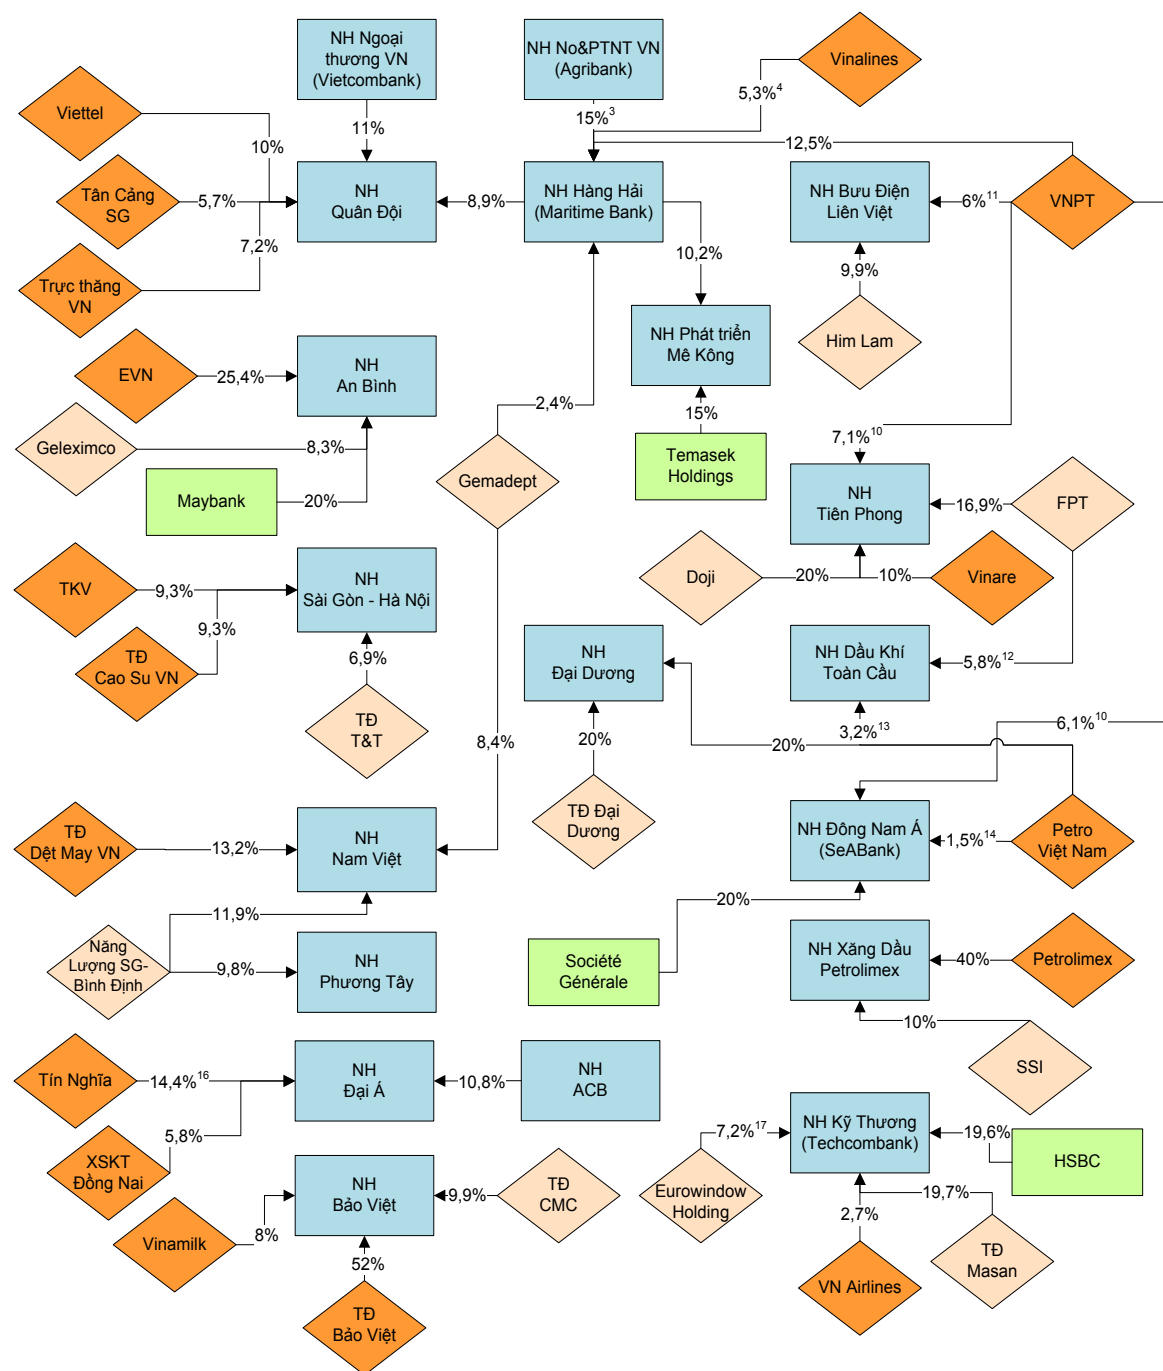 NH Ngoại
thương VN
(Vietcombank)
NH No&PTNT VN
(Agribank)
Vinalines
Viettel
11%
15%³
5,3%⁴
10%
12,5%
Tân Cảng
SG
5,7%
NH
Quân Đội
8,9%
NH Hàng Hải
(Maritime Bank)
NH Bưu Điện
Liên Việt
6%¹¹
VNPT
7,2%
10,2%
9,9%
Trực thăng
VN
NH Phát triển
Mê Kông
Him Lam
EVN
25,4%
NH
An Bình
2,4%
15%
Geleximco
8,3%
7,1%¹⁰
Maybank
20%
Gemadept
Temasek
Holdings
NH
Tiên Phong
16,9%
FPT
TKV
9,3%
NH
Sài Gòn - Hà Nội
Doji
20%
10%
Vinare
9,3%
TĐ
Cao Su VN
6,9%
NH
Đại Dương
NH Dầu Khí
Toàn Cầu
5,8%¹²
TĐ
T&T
8,4%
20%
20%
3,2%¹³
6,1%¹⁰
TĐ Đại
Dương
TĐ
Dệt May VN
13,2%
NH
Nam Việt
NH Đông Nam Á
(SeABank)
1,5%¹⁴
Petro
Việt Nam
11,9%
20%
Năng
Lượng SG-
Bình Định
9,8%
NH
Phương Tây
Société
Générale
NH Xăng Dầu
Petrolimex
40%
Petrolimex
10%
SSI
Tín Nghĩa
14,4%¹⁶
NH
Đại Á
10,8%
NH
ACB
5,8%
XSKT
Đồng Nai
7,2%¹⁷
NH Kỹ Thương
(Techcombank)
19,6%
HSBC
NH
Bảo Việt
9,9%
TĐ
CMC
Eurowindow
Holding
19,7%
Vinamilk
8%
2,7%
52%
TĐ
Masan
TĐ
Bảo Việt
VN Airlines